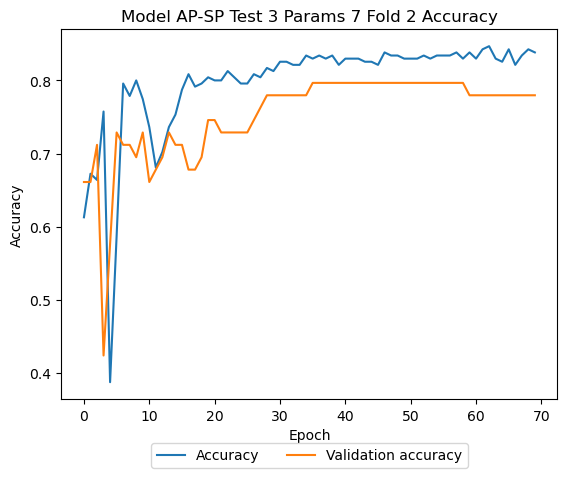 Model AP-SP Test 3 Params 7 Fold 2 Accuracy
Accuracy
0.8
0.7
0.6
0.5
0.4
0 10 20 30 40 50 60 70
Epoch
Accuracy Validation accuracy